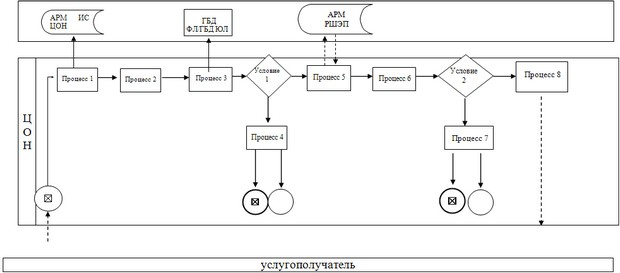 АРМ ИС
ЦОН
ГБД
ФЛ/ГБД ЮЛ
АРМ
РШЭП
ЦОН
Процесс 1
Процесс 2
Процесс 3
Условие
1
Процесс 5
Процесс 6
Условие
2
Процесс 8
Процесс 4
Процесс 7
услугополучатель